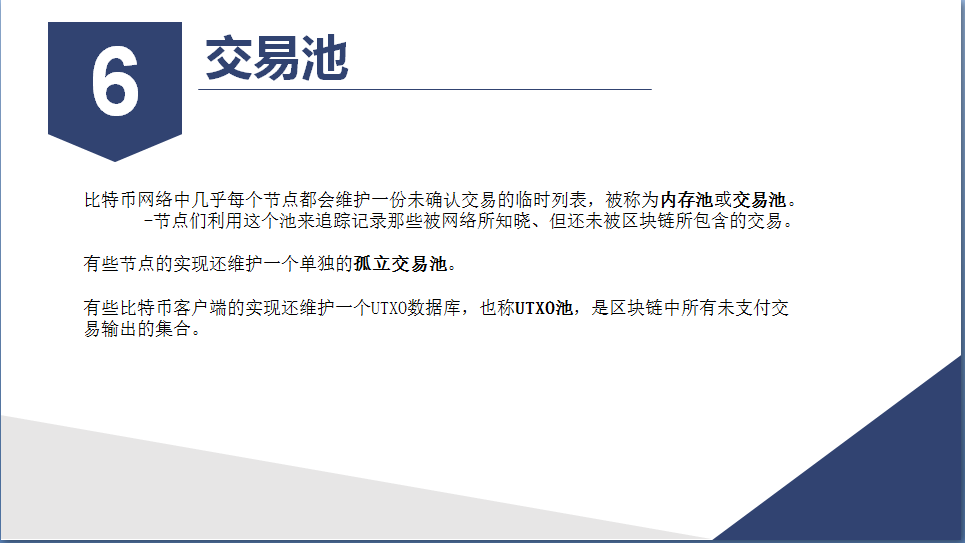 6
交易池
比特币网络中几乎每个节点都会维护一份未确认交易的临时列表，被称为内存池或交易池。
-节点们利用这个池来追踪记录那些被网络所知晓、但还未被区块链所包含的交易。
有些节点的实现还维护一个单独的孤立交易池。
有些比特币客户端的实现还维护一个UTXO数据库，也称UTXO池，是区块链中所有未支付交
易输出的集合。